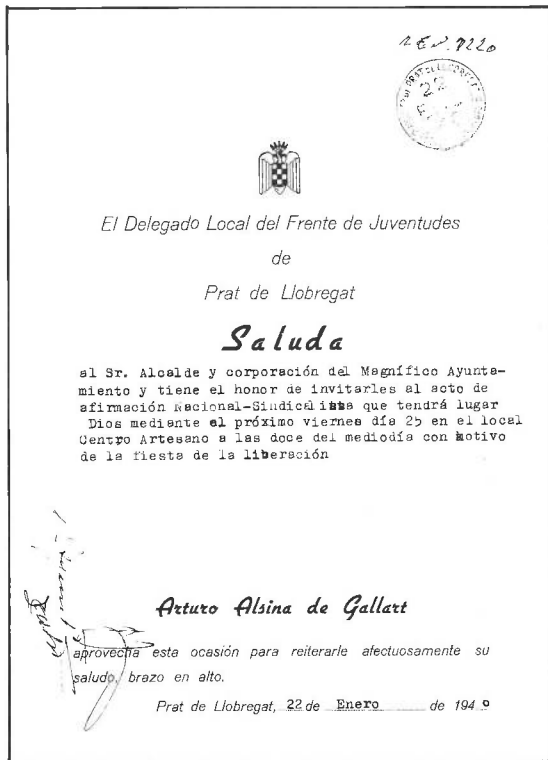 El Delegado Local del Frente de Juventudes
de
Prat de Llobregat
Saluda
al Sr. Alcalde y corporación del Magnífico Ayunta-
miento y tiene el honor de invitarles al acto de
afirmación Nacional-Sindicalista que tendrá lugar
Dios mediante el próximo viernes día 25 en el local
Centro Artesano a las doce del mediodía con motivo
de la fiesta de la liberación
Arturo Alsina de Gallart
aprovecha esta ocasión para reiterarle afectuosamente su
saludo, brazo en alto.
Prat de Llobregat, 22 de Enero de 194